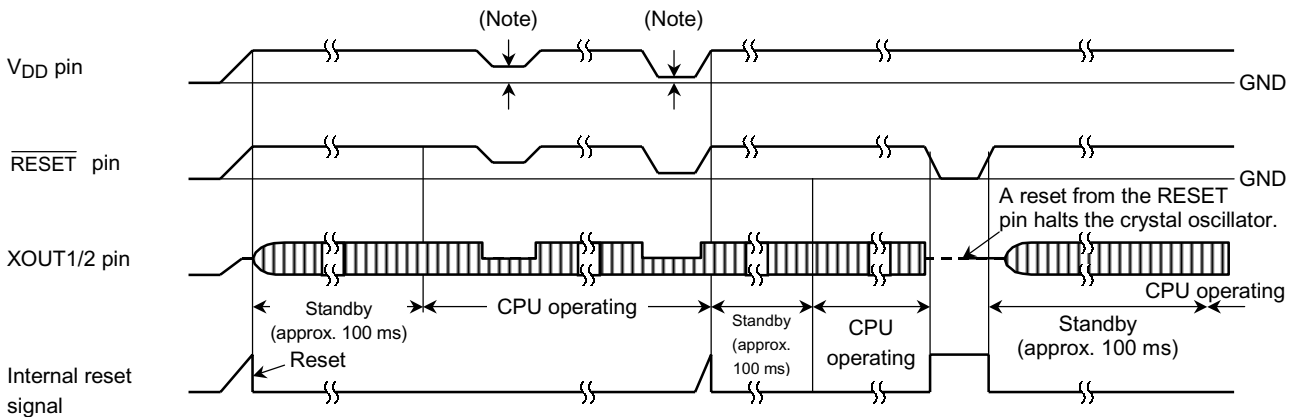 (Note)
(Note)
VDD pin
GND
RESET pin
GND
A reset from the RESET
pin halts the crystal oscillator.
XOUT1/2 pin
Standby
(approx. 100 ms)
CPU operating
Standby
(approx.
100 ms)
CPU
operating
CPU operating
Standby
(approx. 100 ms)
Reset
Internal reset
signal